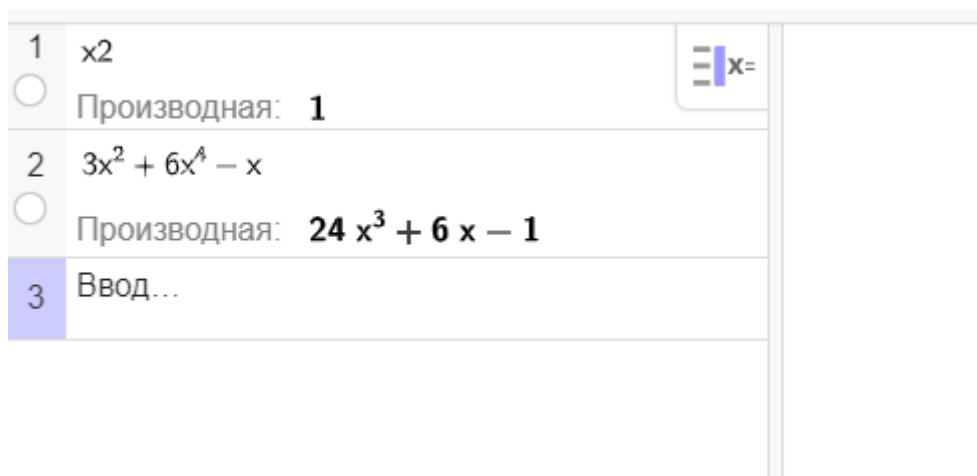 1 x2
Производная: 1
2 3x² + 6x⁴ – x
Производная: 24 x³ + 6 x – 1
3 Ввод...
x=